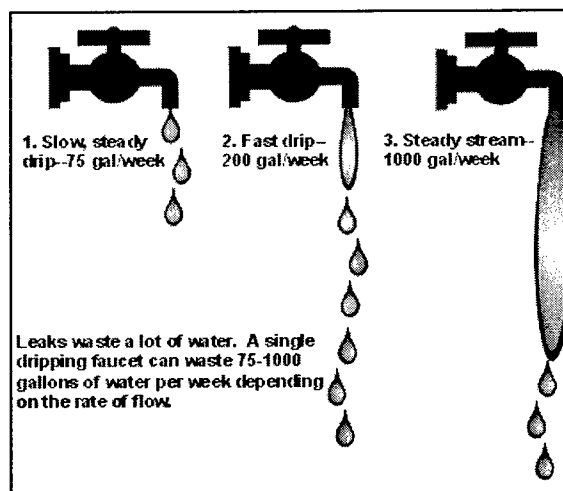 1. Slow, steady
drip--75 gal/week
2. Fast drip--
200 gal/week
3. Steady stream--
1000 gal/week
Leaks waste a lot of water. A single
dripping faucet can waste 75-1000
gallons of water per week depending
on the rate of flow.